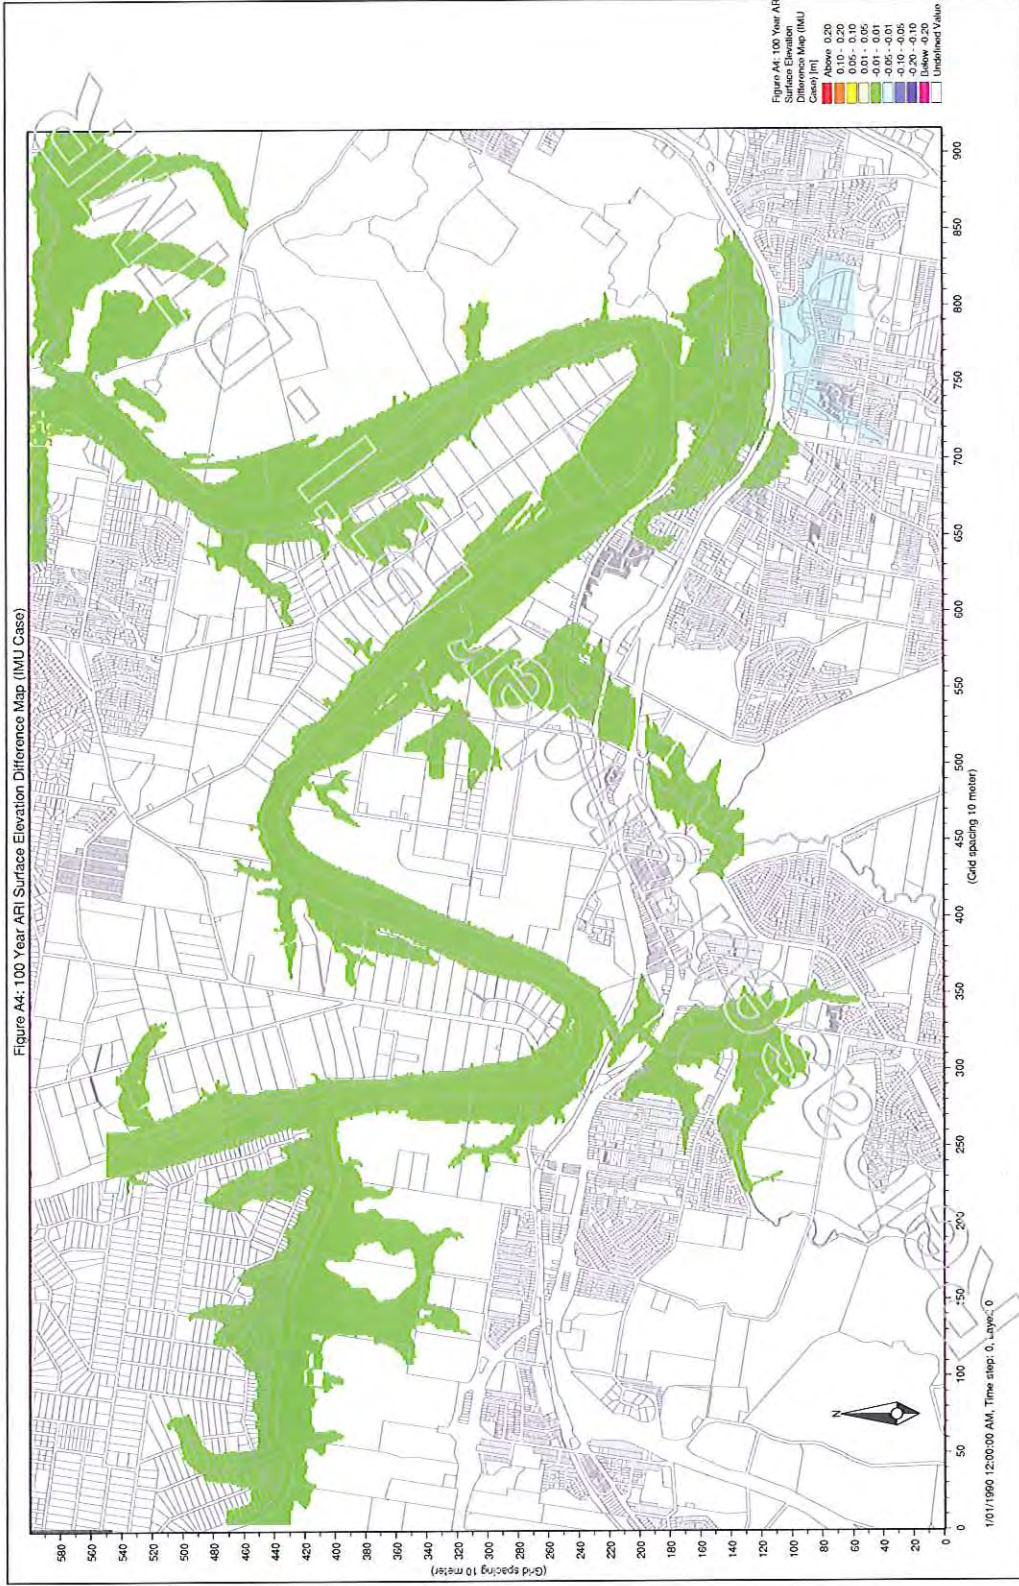 Figure A4: 100 Year ARI Surface Elevation Difference Map (IMU Case)
Figure A4: 100 Year ARI
Surface Elevation
Difference Map (IMU
Case) [m]
Above 0.20
0.10 - 0.20
0.05 - 0.10
0.01 - 0.05
-0.01 - 0.01
-0.05 - -0.01
-0.10 - -0.05
-0.20 - -0.10
Below -0.20
Undefined Value
(Grid spacing 10 meter)
580
560
540
520
500
480
460
440
420
400
380
360
340
320
300
280
260
240
220
200
180
160
140
120
100
80
60
40
20
0
N
0
50
100
150
200
250
300
350
400
450
500
550
600
650
700
750
800
850
900
(Grid spacing 10 meter)
1/01/1990 12:00:00 AM, Time step: 0, Layer: 0